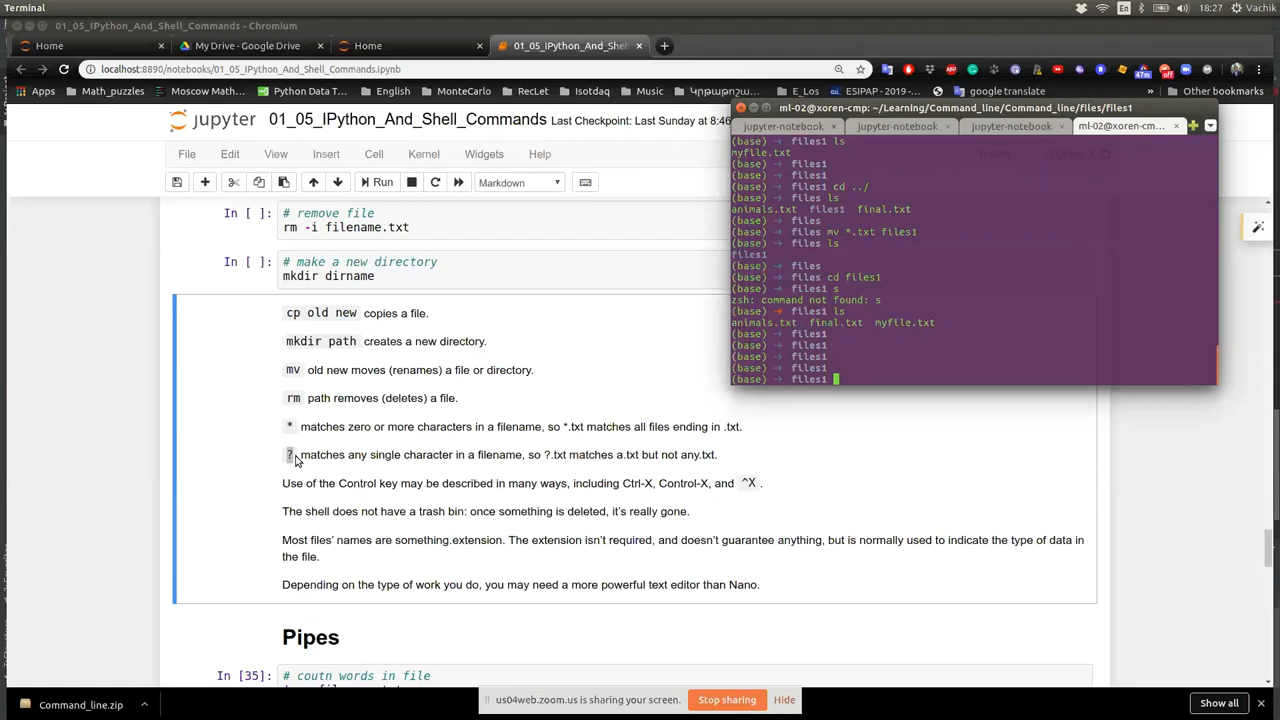 Terminal
En
18:27
Vachik
01_05_IPython_And_Shell_Commands - Chromium
Home
My Drive - Google Drive
Home
01_05_IPython_And_She
localhost:8890/notebooks/01_05_IPython_And_Shell_Commands.ipynb
47m
off
Math_puzzles
Moscow Math...
Python Data T...
English
Commonwords
RecLet
Isotdaq
Music
Կարդալու...
E_Los
ESIPAP - 2019 -...
google translate
Other bookmarks
jupyter
01_05_IPython_And_Shell_Commands
Last Checkpoint: Last Sunday at 8:46
File
Edit
View
Insert
Cell
Kernel
Widgets
Help
Run
Markdown
In [ ]:
# remove file
rm -i filename.txt
In [ ]:
# make a new directory
mkdir dirname
cp old new copies a file.
mkdir path creates a new directory.
mv old new moves (renames) a file or directory.
rm path removes (deletes) a file.
* matches zero or more characters in a filename, so *.txt matches all files ending in .txt.
? matches any single character in a filename, so ?.txt matches a.txt but not any.txt.
Use of the Control key may be described in many ways, including Ctrl-X, Control-X, and ^X.
The shell does not have a trash bin: once something is deleted, it's really gone.
Most files' names are something.extension. The extension isn't required, and doesn't guarantee anything, but is normally used to indicate the type of data in
the file.
Depending on the type of work you do, you may need a more powerful text editor than Nano.
Pipes
In [35]:
# coutn words in file
ml-02@xoren-cmp: ~/Learning/Command_line/Command_line/files/files1
jupyter-notebook
jupyter-notebook
jupyter-notebook
ml-02@xoren-cm...
(base) → files1 ls
myfile.txt
(base) → files1
(base) → files1
(base) → files1 cd ../
(base) → files ls
animals.txt files1 final.txt
(base) → files
(base) → files mv *.txt files1
(base) → files ls
files1
(base) → files
(base) → files cd files1
(base) → files1 s
zsh: command not found: s
(base) → files1 ls
animals.txt final.txt myfile.txt
(base) → files1
(base) → files1
(base) → files1
(base) → files1
(base) → files1
us04web.zoom.us is sharing your screen.
Stop sharing
Hide
Command_line.zip
Show all